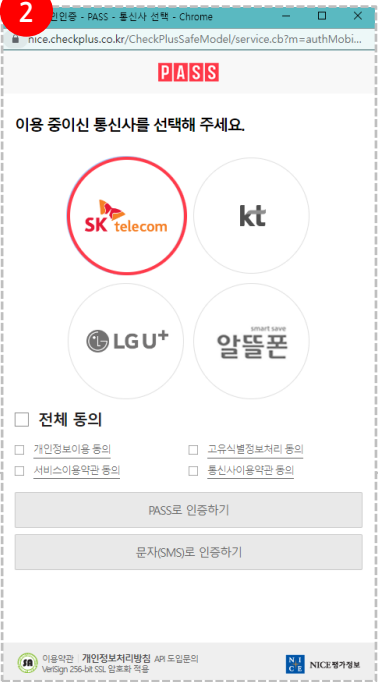 2
인증 - PASS - 통신사 선택 - Chrome
nice.checkplus.co.kr/CheckPlusSafeModel/service.cb?m=authMobi...
PASS
이용 중이신 통신사를 선택해 주세요.
SK telecom
kt
LG U+
smart save
알뜰폰
전체 동의
개인정보이용 동의
고유식별정보처리 동의
서비스이용약관 동의
통신사이용약관 동의
PASS로 인증하기
문자(SMS)로 인증하기
이용약관 개인정보처리방침 API 도입문의
VeriSign 256-bit SSL 암호화 적용
NICE
NICE평가정보